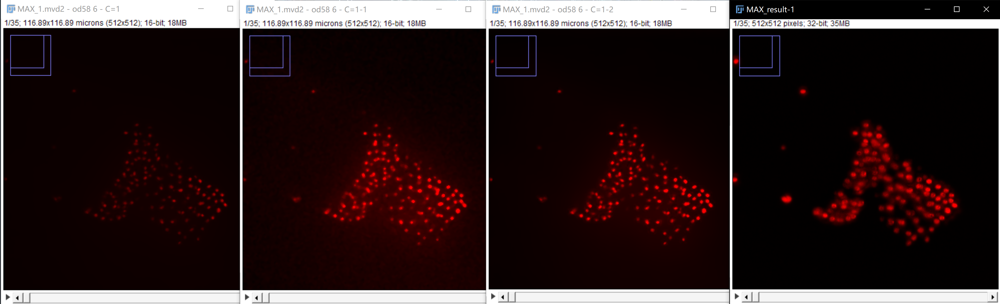 MAX_1.mvd2 - od58 6 - C=1
1/35; 116.89x116.89 microns (512x512); 16-bit; 18MB
MAX_1.mvd2 - od58 6 - C=1-1
1/35; 116.89x116.89 microns (512x512); 16-bit; 18MB
MAX_1.mvd2 - od58 6 - C=1-2
1/35; 116.89x116.89 microns (512x512); 16-bit; 18MB
MAX_result-1
1/35; 512x512 pixels; 32-bit; 35MB